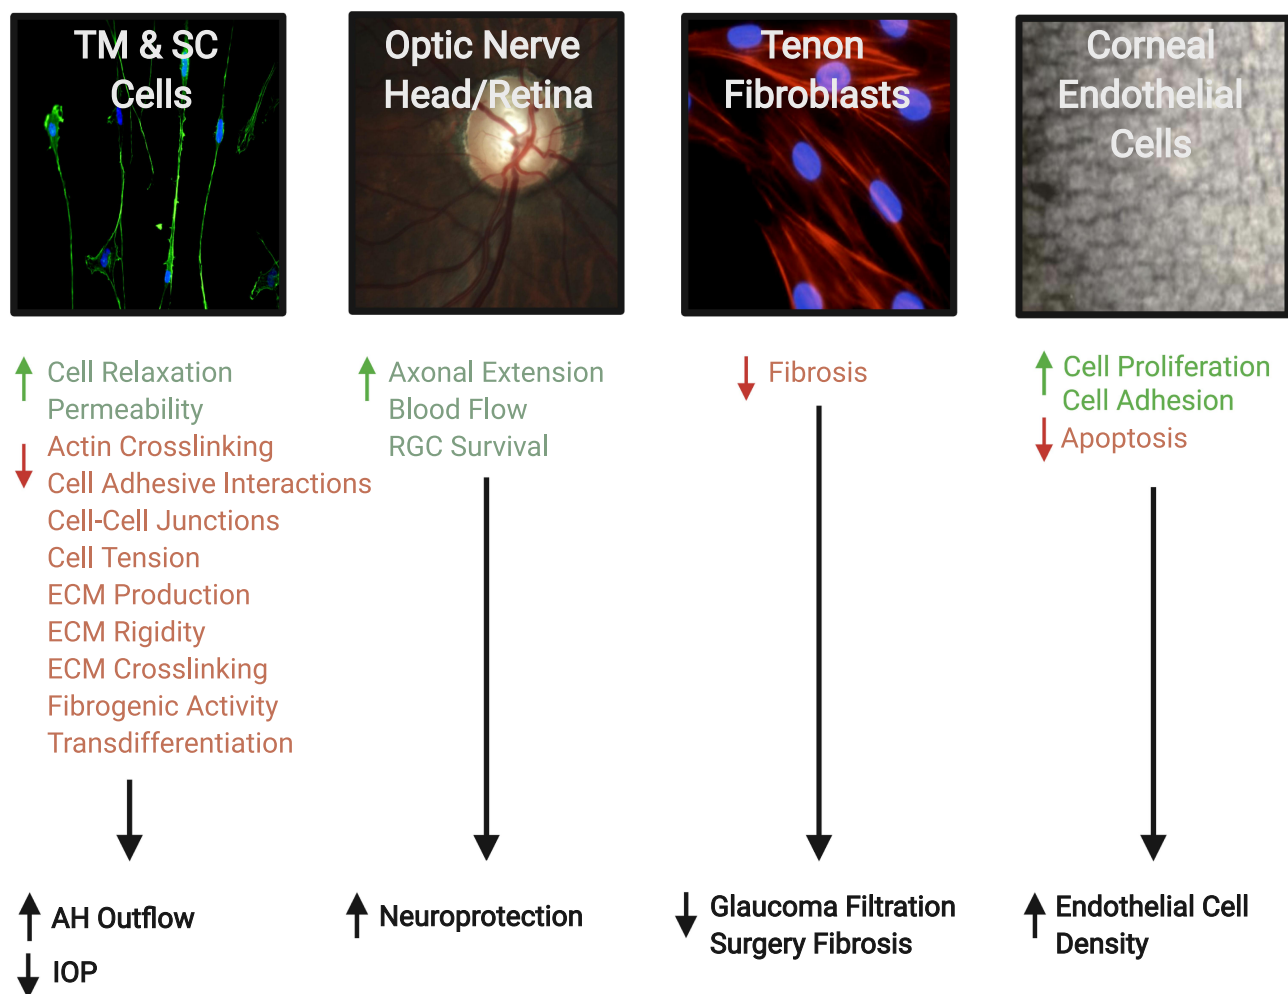 TM & SC
Cells
Optic Nerve
Head/Retina
Tenon
Fibroblasts
Corneal
Endothelial
Cells
Cell Relaxation
Permeability
Actin Crosslinking
Cell Adhesive Interactions
Cell-Cell Junctions
Cell Tension
ECM Production
ECM Rigidity
ECM Crosslinking
Fibrogenic Activity
Transdifferentiation
Axonal Extension
Blood Flow
RGC Survival
Fibrosis
Cell Proliferation
Cell Adhesion
Apoptosis
AH Outflow
IOP
Neuroprotection
Glaucoma Filtration
Surgery Fibrosis
Endothelial Cell
Density